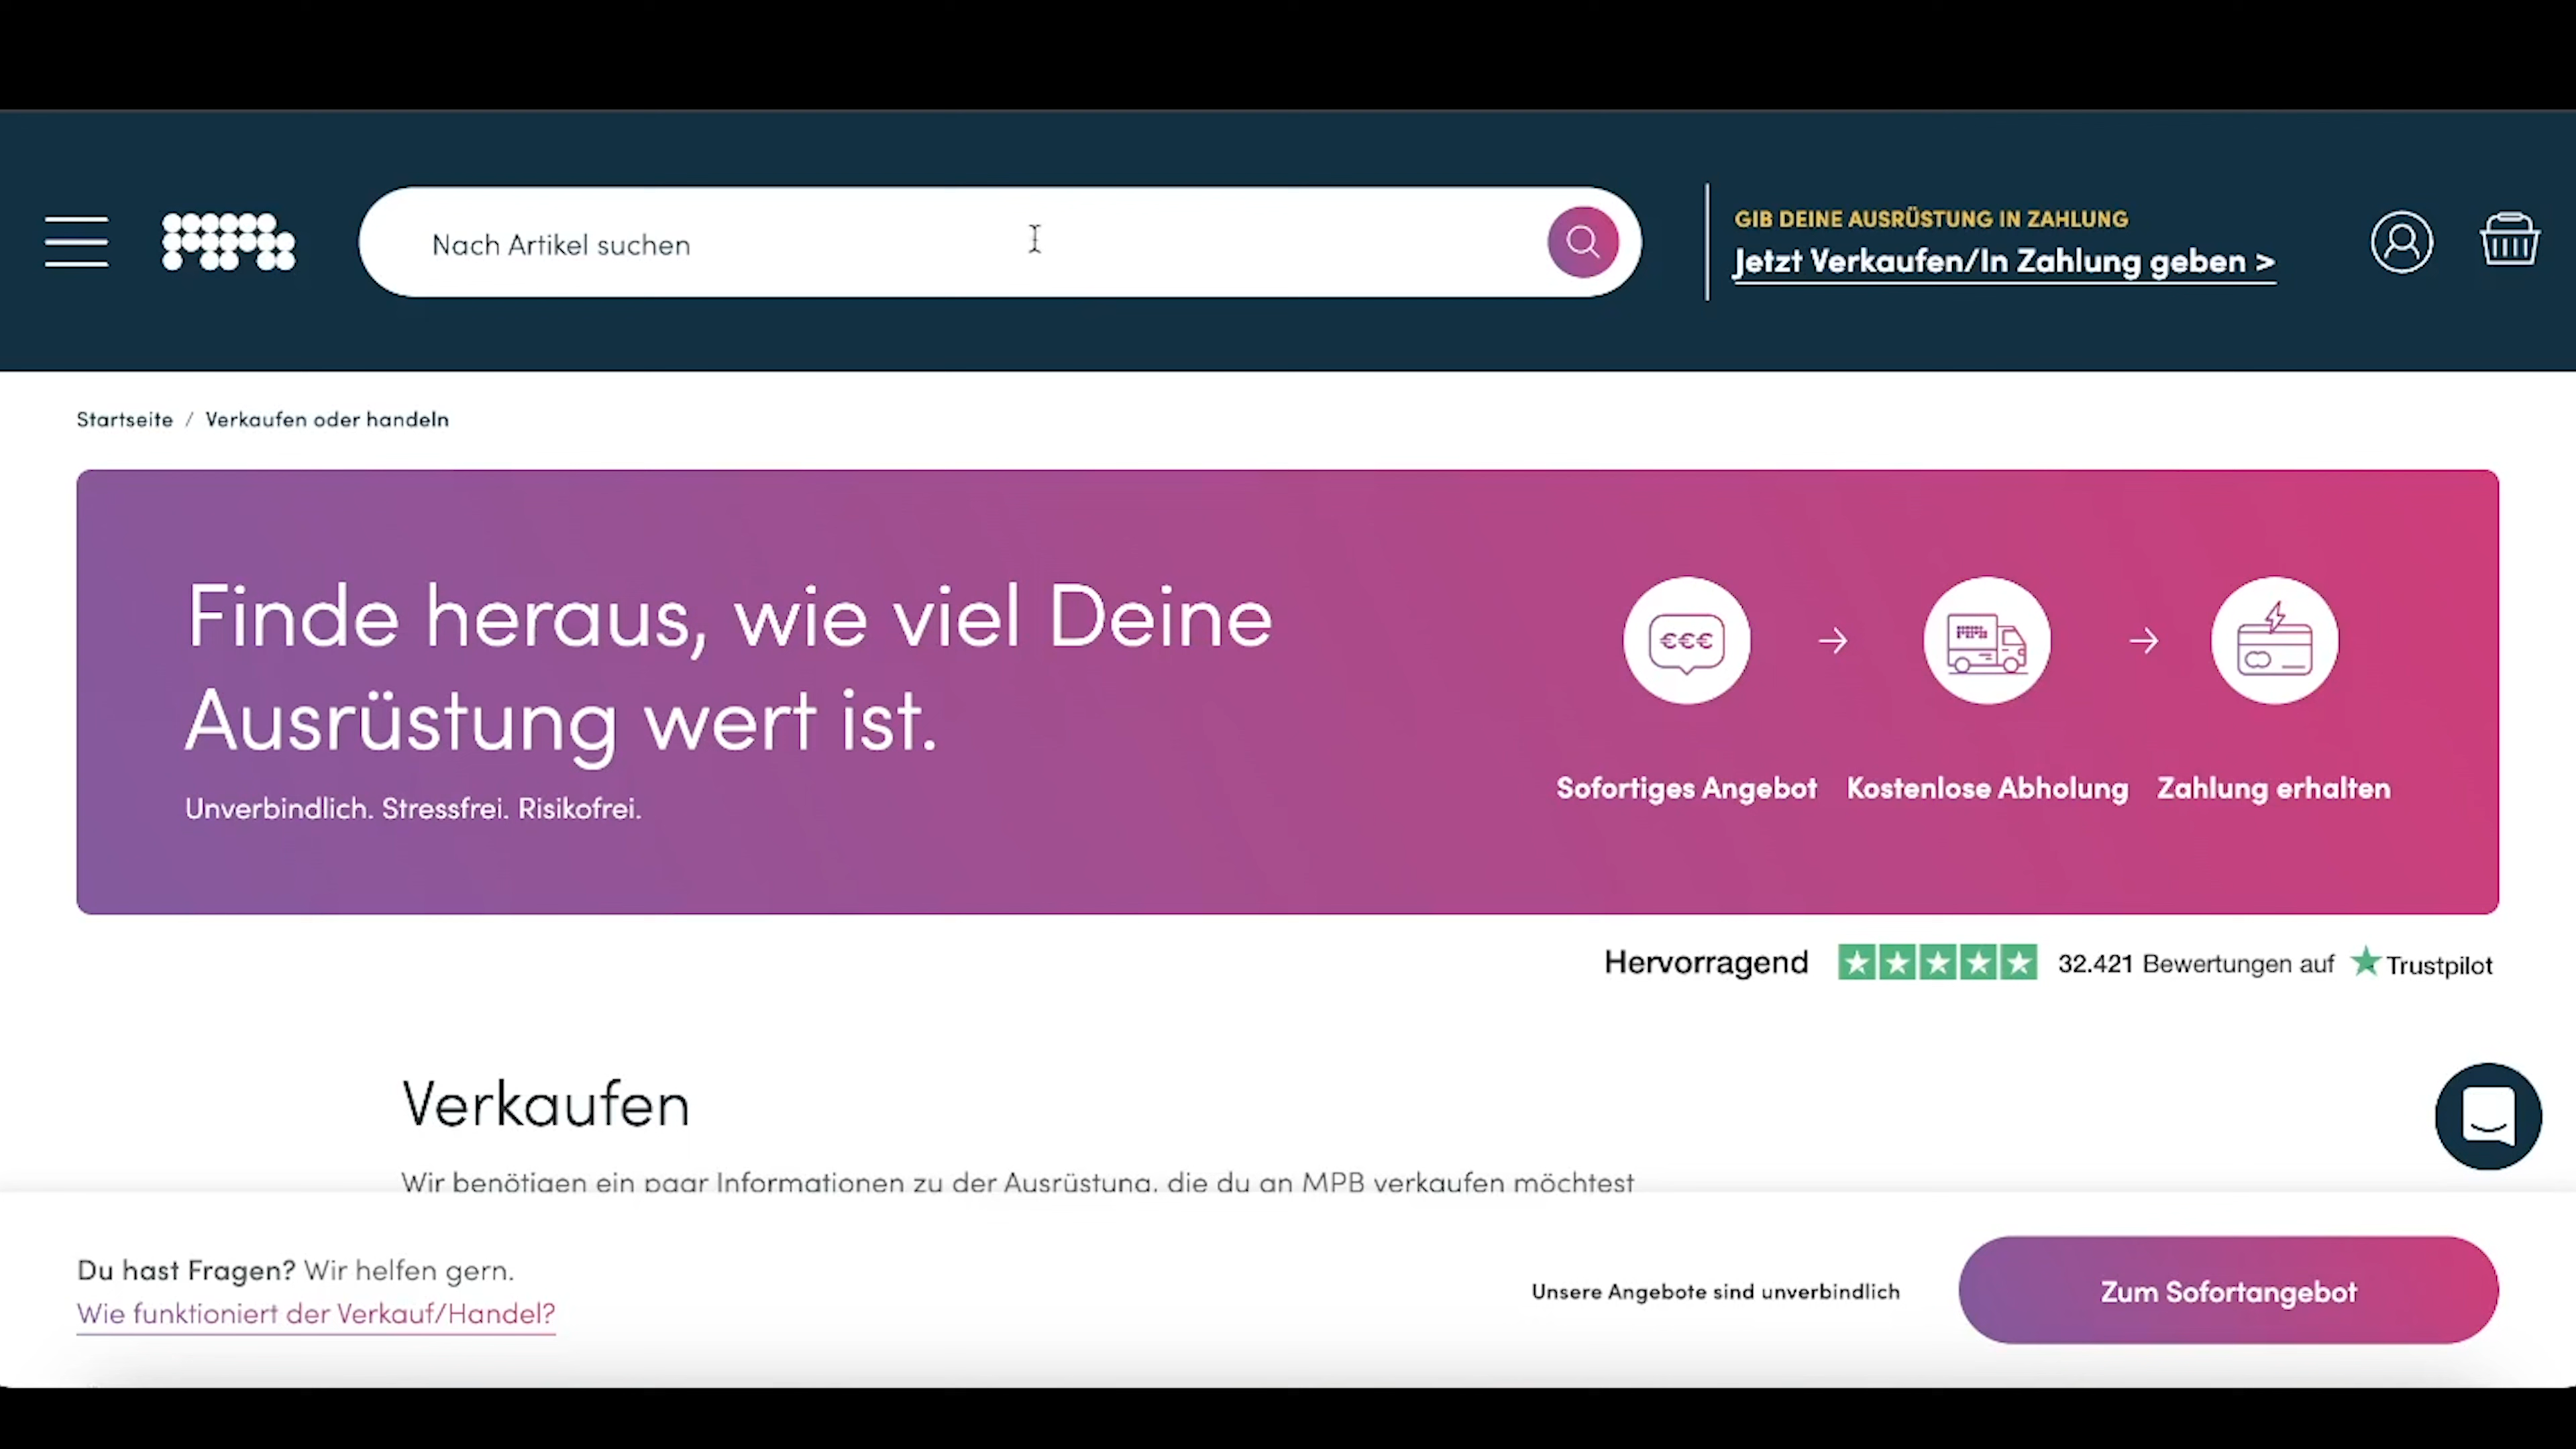 Nach Artikel suchen
GIB DEINE AUSRÜSTUNG IN ZAHLUNG
Jetzt Verkaufen/In Zahlung geben >
Startseite / Verkaufen oder handeln
Finde heraus, wie viel Deine
Ausrüstung wert ist.
Unverbindlich. Stressfrei. Risikofrei.
€€€
Sofortiges Angebot
Kostenlose Abholung
Zahlung erhalten
Hervorragend
32.421 Bewertungen auf
Trustpilot
Verkaufen
Wir benötigen ein paar Informationen zu der Ausrüstung, die du an MPB verkaufen möchtest
Du hast Fragen? Wir helfen gern.
Wie funktioniert der Verkauf/Handel?
Unsere Angebote sind unverbindlich
Zum Sofortangebot